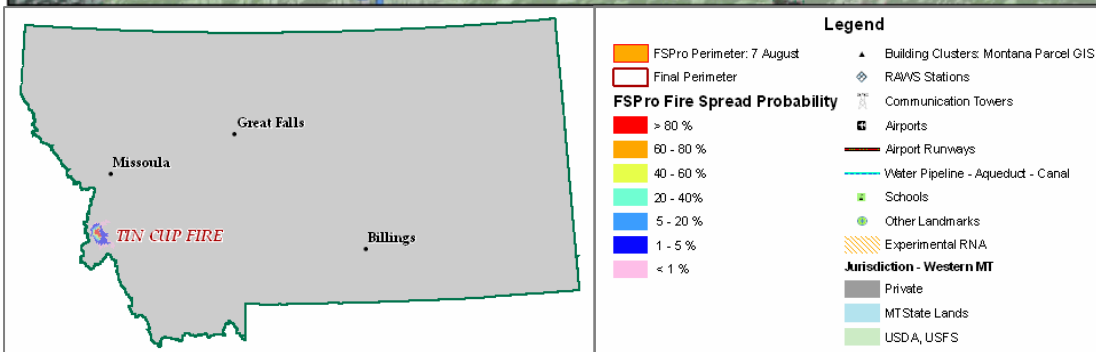 Great Falls
Missoula
TIN CUP FIRE
Billings
Legend
FSPro Perimeter: 7 August
Final Perimeter
FSPro Fire Spread Probability
> 80 %
60 - 80 %
40 - 60 %
20 - 40%
5 - 20 %
1 - 5 %
< 1 %
Building Clusters: Montana Parcel GIS
RAWS Stations
Communication Towers
Airports
Airport Runways
Water Pipeline - Aqueduct - Canal
Schools
Other Landmarks
Experimental RNA
Jurisdiction - Western MT
Private
MT State Lands
USDA, USFS